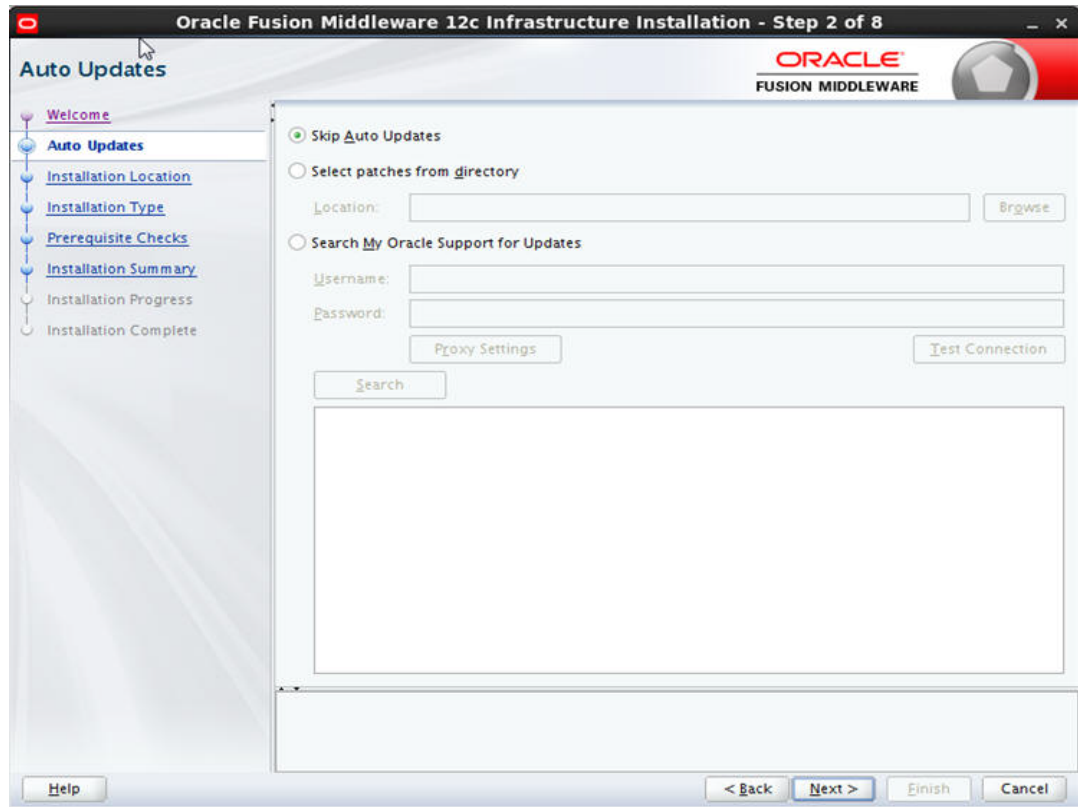 Oracle Fusion Middleware 12c Infrastructure Installation - Step 2 of 8
Auto Updates
ORACLE
FUSION MIDDLEWARE
Welcome
Auto Updates
Installation Location
Installation Type
Prerequisite Checks
Installation Summary
Installation Progress
Installation Complete
Skip Auto Updates
Select patches from directory
Location:
Browse
Search My Oracle Support for Updates
Username:
Password:
Proxy Settings
Test Connection
Search
Help
< Back
Next >
Finish
Cancel